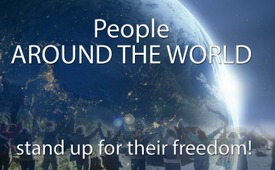 People
AROUND THE WORLD
stand up for their freedom!